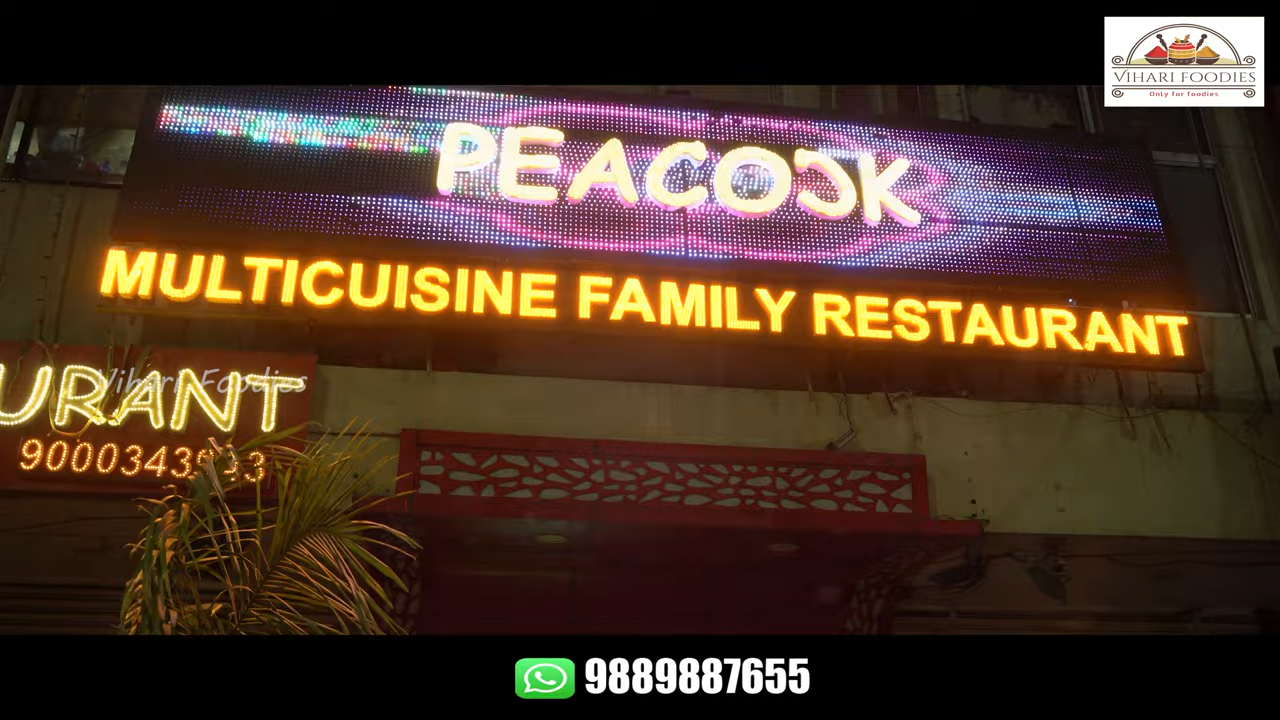 VIHARI FOODIES
Only for foodies
PEACOCK
MULTICUISINE FAMILY RESTAURANT
URANT
Vihari Foodies
9889887655